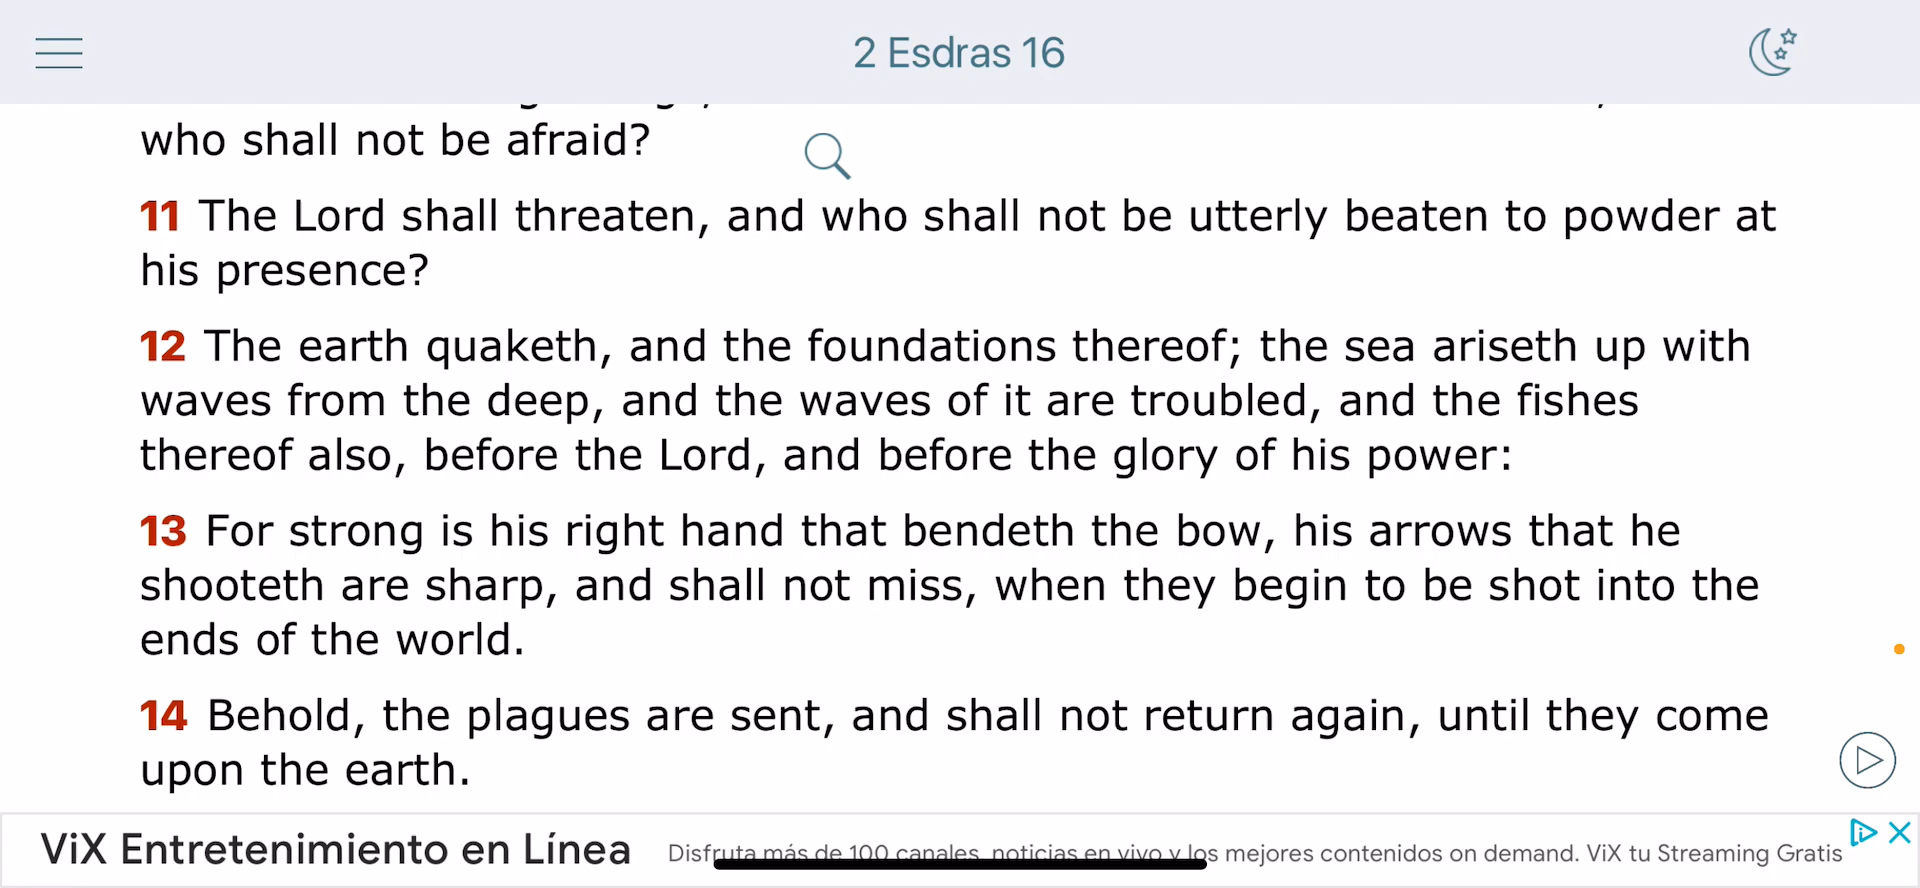 2 Esdras 16
who shall not be afraid?
11 The Lord shall threaten, and who shall not be utterly beaten to powder at
his presence?
12 The earth quaketh, and the foundations thereof; the sea ariseth up with
waves from the deep, and the waves of it are troubled, and the fishes
thereof also, before the Lord, and before the glory of his power:
13 For strong is his right hand that bendeth the bow, his arrows that he
shooteth are sharp, and shall not miss, when they begin to be shot into the
ends of the world.
14 Behold, the plagues are sent, and shall not return again, until they come
upon the earth.
ViX Entretenimiento en Línea
Disfruta más de 100 canales, noticias en vivo y los mejores contenidos on demand. ViX tu Streaming Gratis